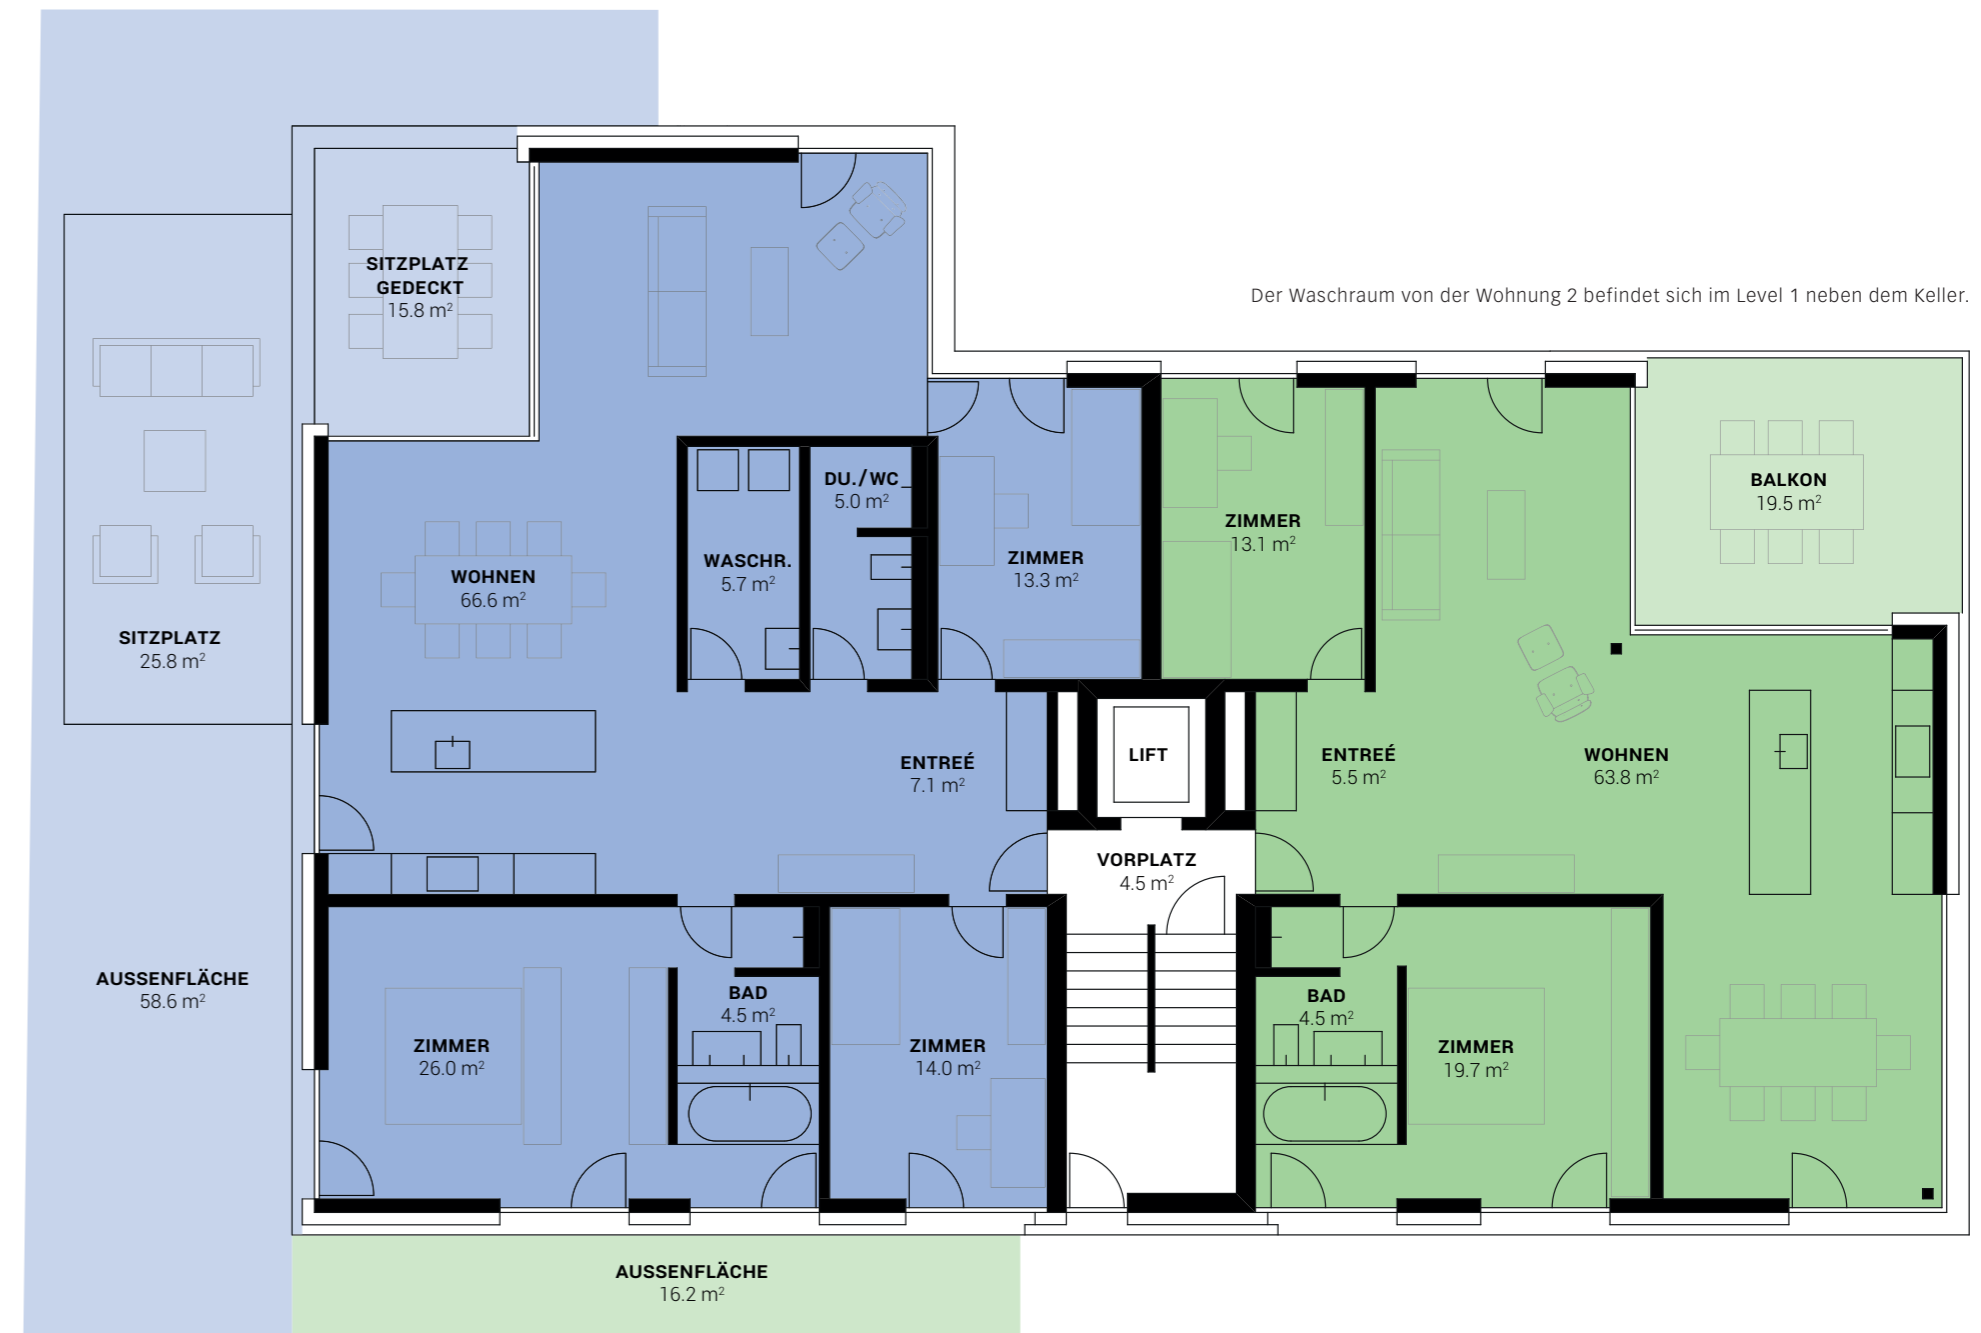 SITZPLATZ
GEDECKT
15.8 m²
Der Waschraum von der Wohnung 2 befindet sich im Level 1 neben dem Keller.
DU./WC
5.0 m²
BALKON
19.5 m²
ZIMMER
13.1 m²
WASCHR.
5.7 m²
ZIMMER
13.3 m²
WOHNEN
66.6 m²
SITZPLATZ
25.8 m²
ENTREÉ
7.1 m²
LIFT
ENTREÉ
5.5 m²
WOHNEN
63.8 m²
VORPLATZ
4.5 m²
AUSSENFLÄCHE
58.6 m²
BAD
4.5 m²
BAD
4.5 m²
ZIMMER
26.0 m²
ZIMMER
14.0 m²
ZIMMER
19.7 m²
AUSSENFLÄCHE
16.2 m²